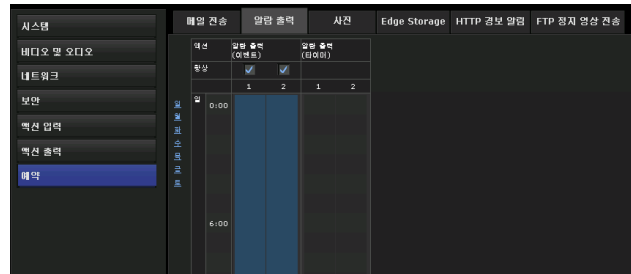 시스템
비디오 및 오디오
네트워크
보안
액션 입력
액션 출력
예약
메일 전송 알람 출력 사진 Edge Storage HTTP 경보 알림 FTP 정지 영상 전송
액션 알람 출력 (이벤트) 알람 출력 (타이머)
항상
1 2 1 2
일 0:00
일
월
화
수
목
금
토
6:00